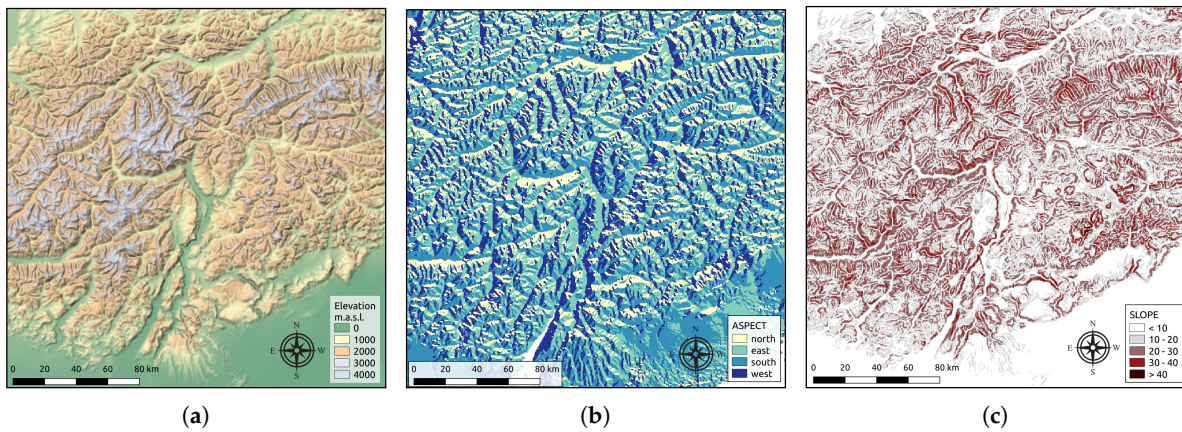 Elevation
m.a.s.l.
0
1000
2000
3000
4000
N
E W
S
0 20 40 60 80 km
(a)
ASPECT
north
east
south
west
N
E W
S
0 20 40 60 80 km
(b)
SLOPE
< 10
10 - 20
20 - 30
30 - 40
> 40
N
E W
S
0 20 40 60 80 km
(c)